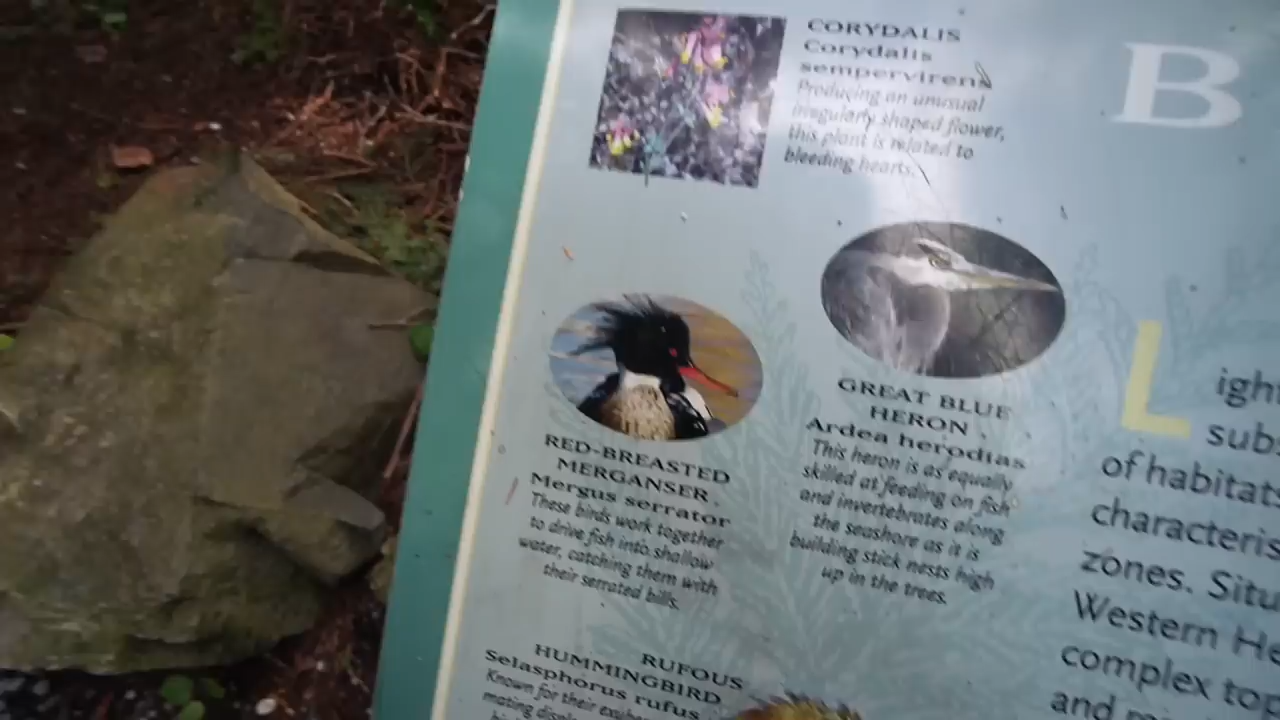 CORYDALIS
Corydalis
sempervirens
Producing an unusual
irregularly shaped flower,
this plant is related to
bleeding hearts.
B
GREAT BLUE
HERON
Ardea herodias
This heron is as equally
skilled at feeding on fish
and invertebrates along
the seashore as it is
building stick nests high
up in the trees.
RED-BREASTED
MERGANSER
Mergus serrator
These birds work together
to drive fish into shallow
water, catching them with
their serrated bills.
RUFOUS
HUMMINGBIRD
Selasphorus rufus
Known for their
mating
Ligh
subs
of habitats
characteris
zones. Situ
Western He
complex top
and